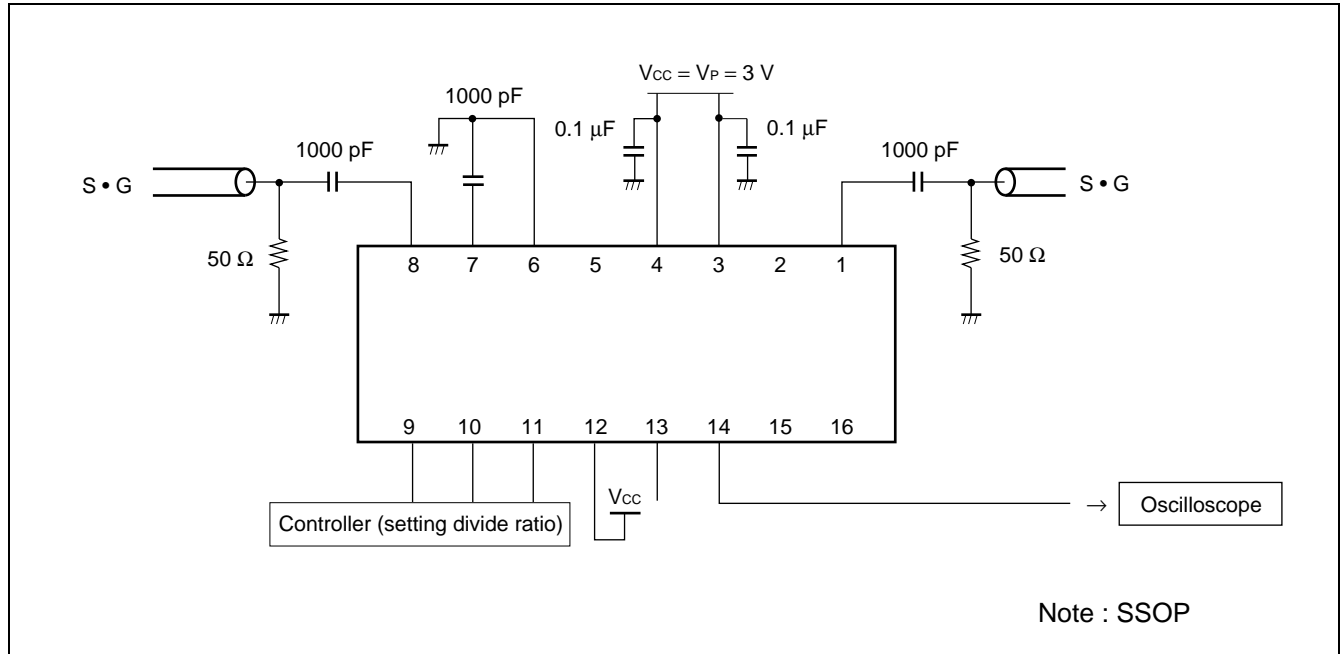 VCC = VP = 3 V
1000 pF
0.1 µF
0.1 µF
1000 pF
1000 pF
S • G
S • G
50 Ω
50 Ω
8 7 6 5 4 3 2 1
9 10 11 12 13 14 15 16
VCC
Controller (setting divide ratio)
→ Oscilloscope
Note : SSOP